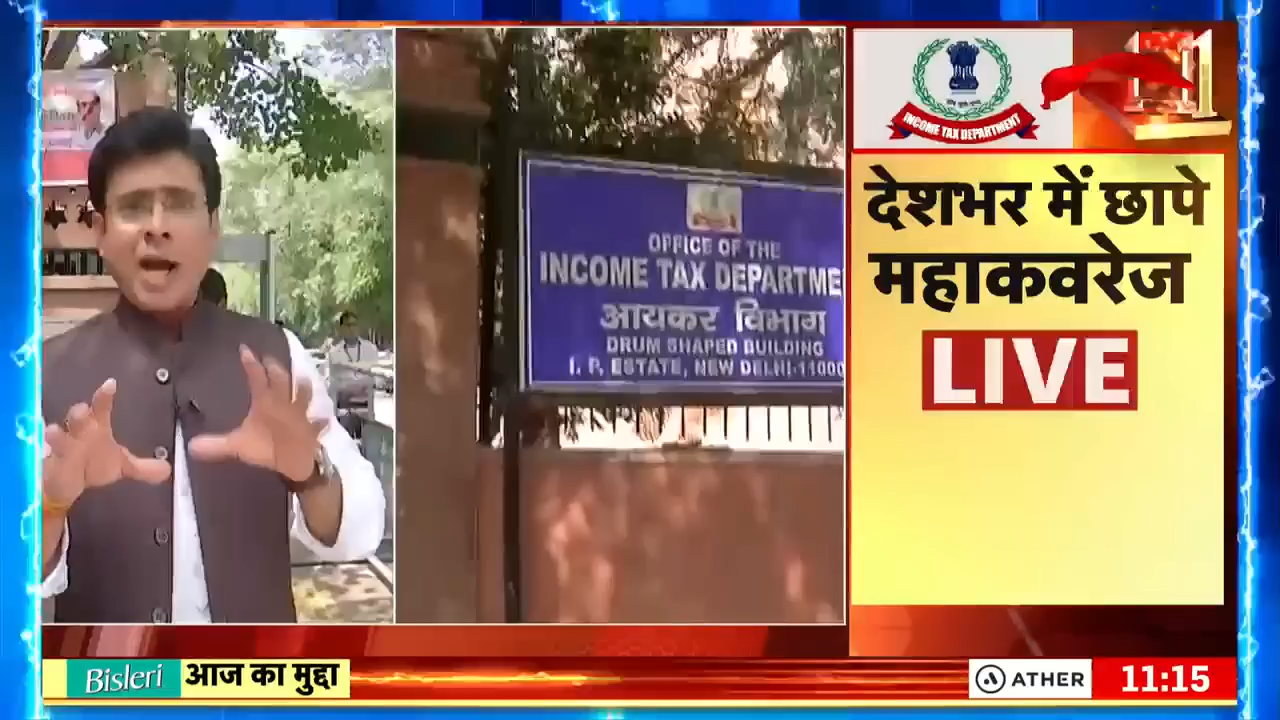 INCOME TAX DEPARTMENT
देशभर में छापे
महाकवरेज
LIVE
OFFICE OF THE
INCOME TAX DEPARTME
आयकर विभाग
DRUM SHAPED BUILDING
I. P. ESTATE, NEW DELHI-11000
Bisleri आज का मुद्दा
ATHER 11:15